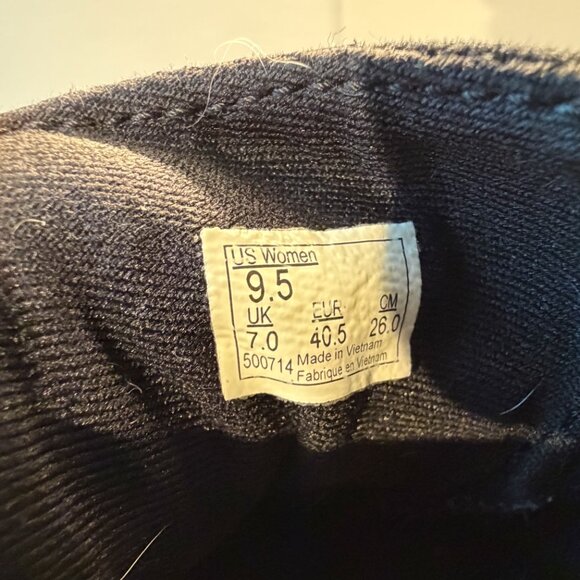 US Women
9.5
UK EUR CM
7.0 40.5 26.0
500714 Made in Vietnam
Fabrique en Vietnam